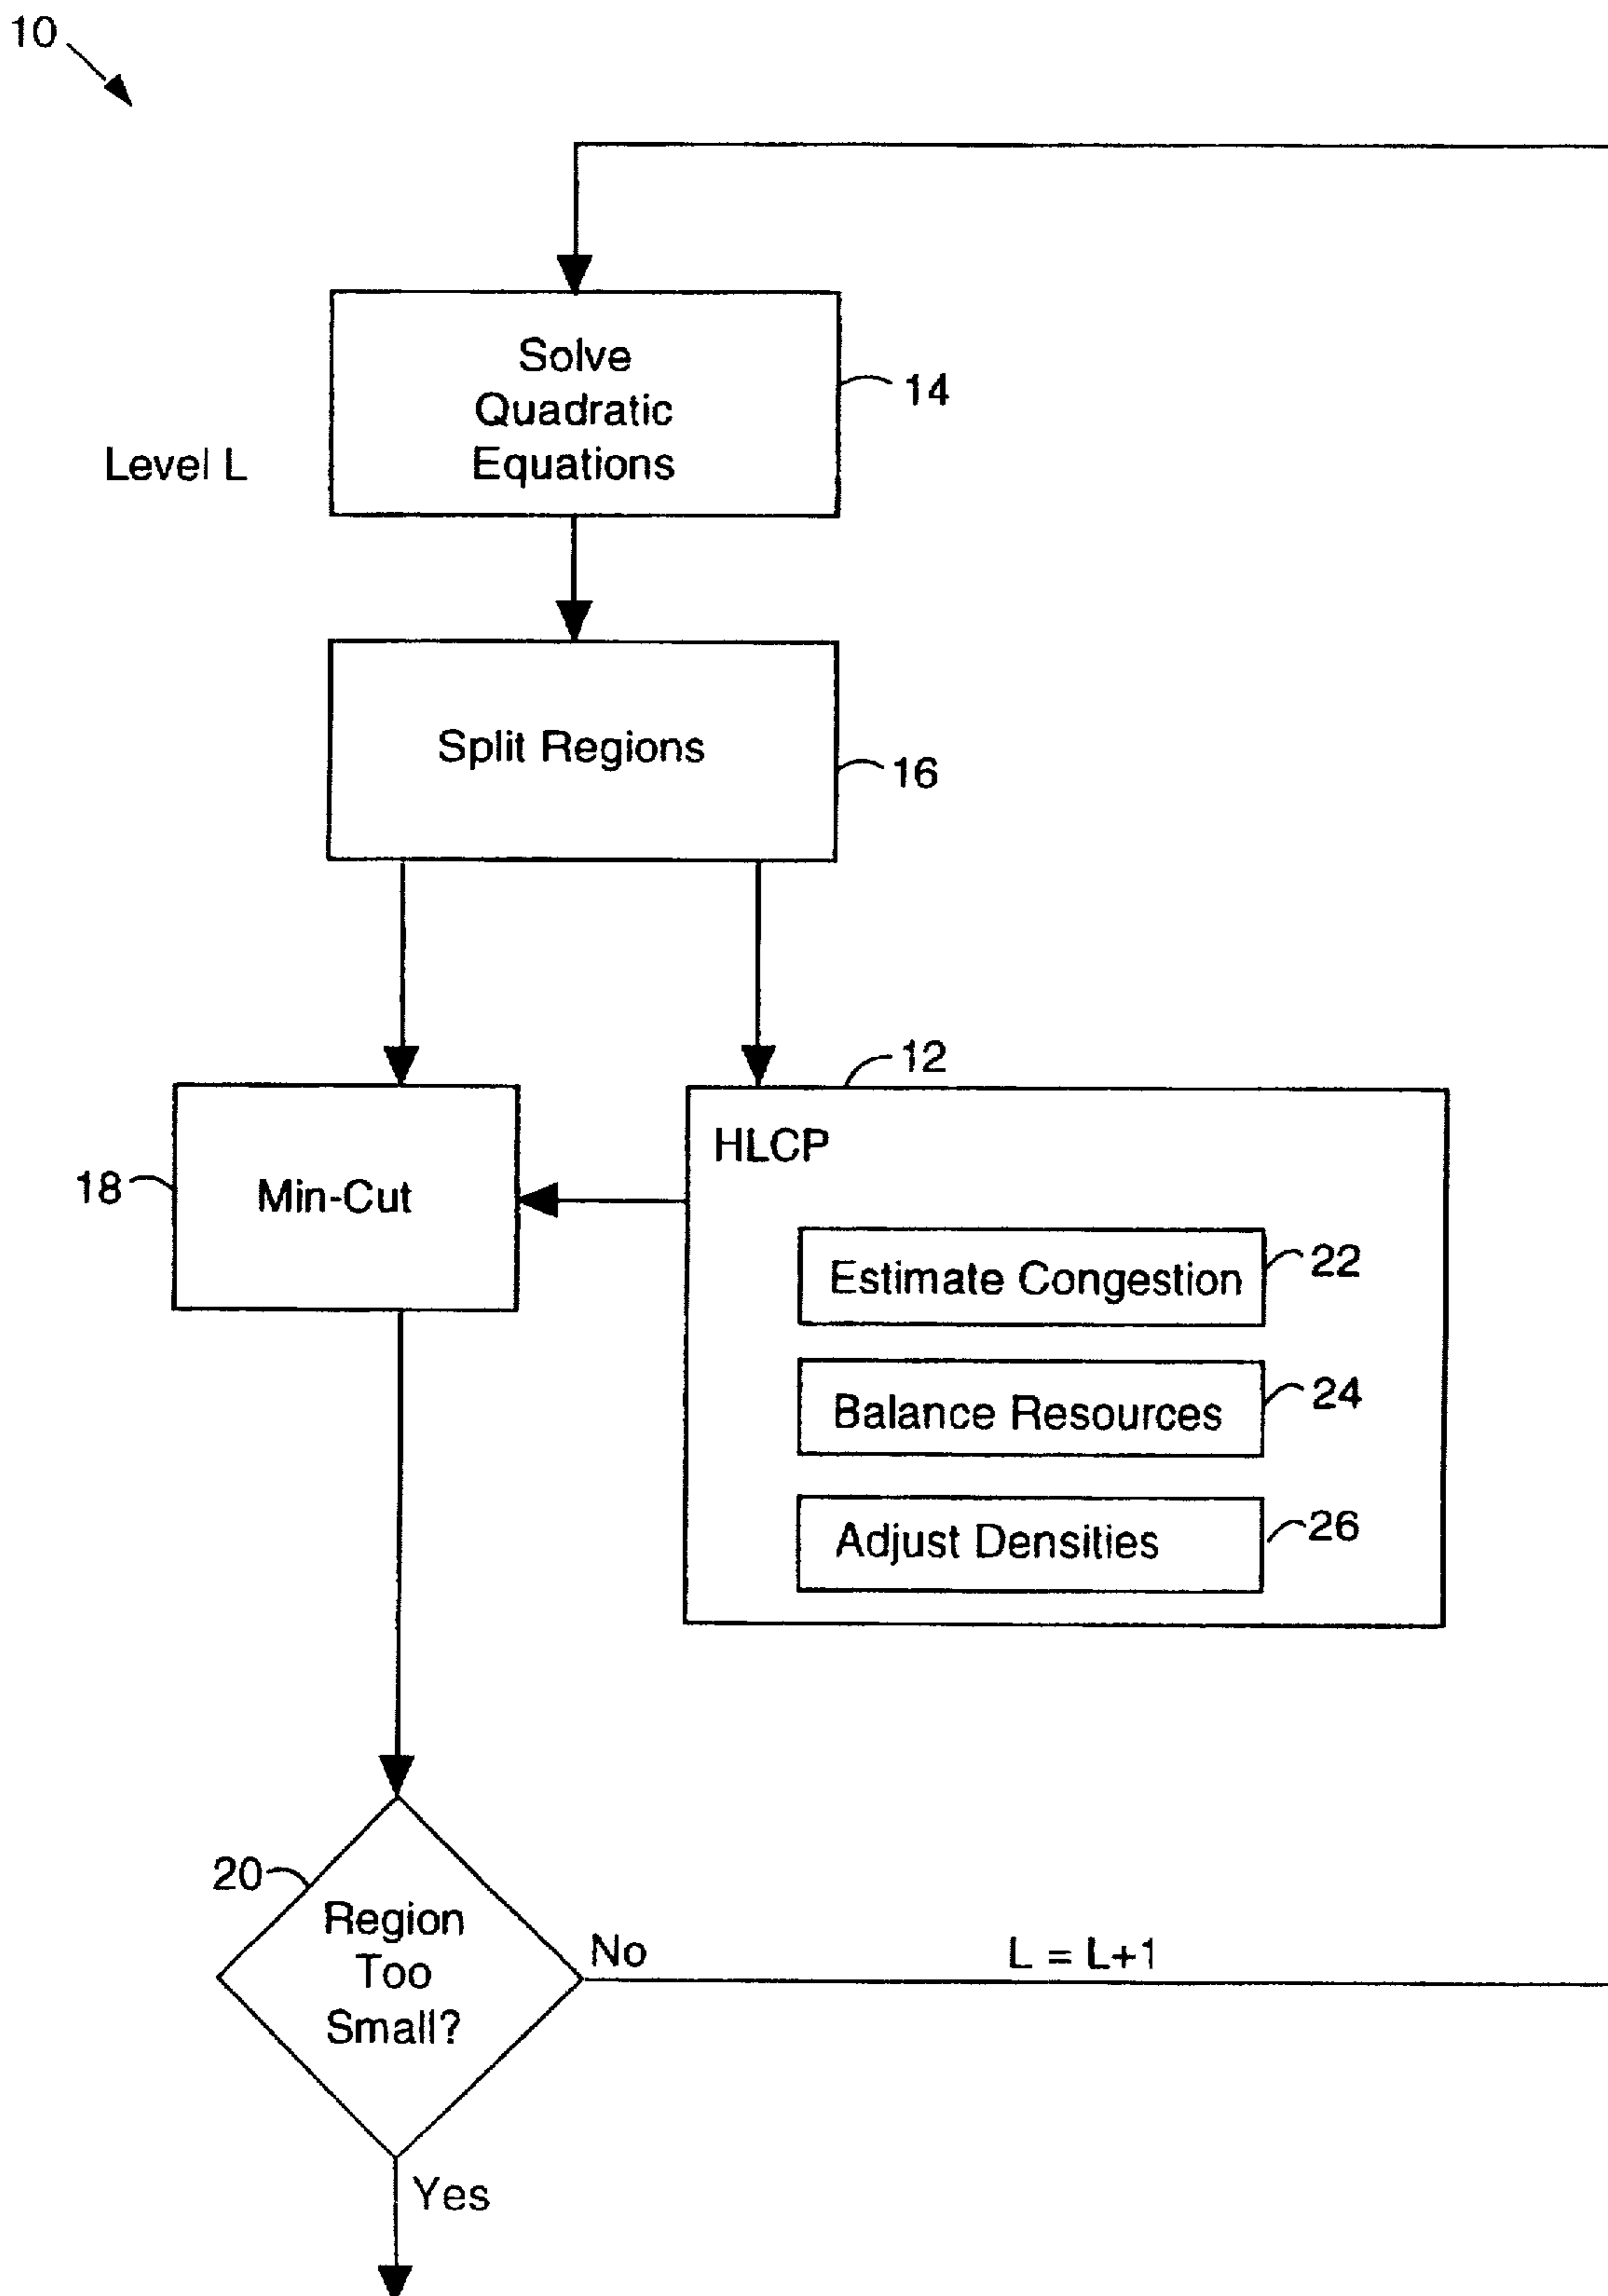 10
Solve
Quadratic
Equations
14
Level L
Split Regions
16
12
HLCP
18
Min-Cut
Estimate Congestion
22
Balance Resources
24
Adjust Densities
26
20
Region
Too
Small?
No
L = L+1
Yes